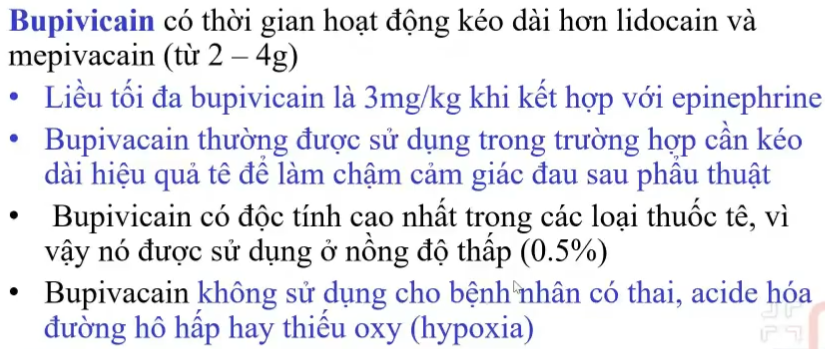 Bupivicain có thời gian hoạt động kéo dài hơn lidocain và
mepivacain (từ 2 – 4g)
• Liều tối đa bupivicain là 3mg/kg khi kết hợp với epinephrine
• Bupivacain thường được sử dụng trong trường hợp cần kéo
dài hiệu quả tê để làm chậm cảm giác đau sau phẩu thuật
• Bupivicain có độc tính cao nhất trong các loại thuốc tê, vì
vậy nó được sử dụng ở nồng độ thấp (0.5%)
• Bupivacain không sử dụng cho bệnh nhân có thai, acide hóa
đường hô hấp hay thiếu oxy (hypoxia)